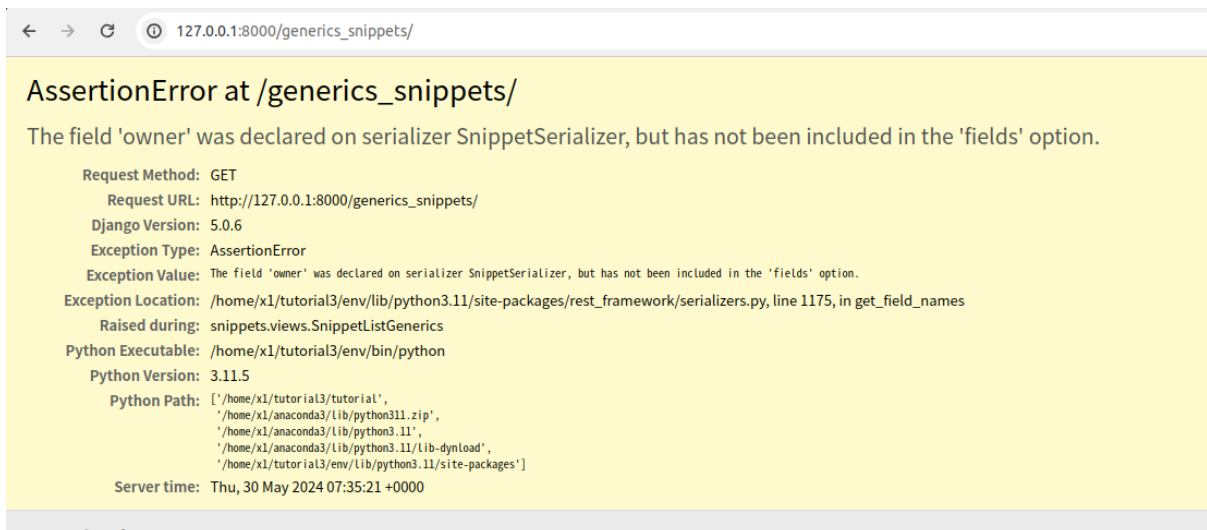 127.0.0.1:8000/generics_snippets/
AssertionError at /generics_snippets/
The field 'owner' was declared on serializer SnippetSerializer, but has not been included in the 'fields' option.
Request Method: GET
Request URL: http://127.0.0.1:8000/generics_snippets/
Django Version: 5.0.6
Exception Type: AssertionError
Exception Value: The field 'owner' was declared on serializer SnippetSerializer, but has not been included in the 'fields' option.
Exception Location: /home/x1/tutorial3/env/lib/python3.11/site-packages/rest_framework/serializers.py, line 1175, in get_field_names
Raised during: snippets.views.SnippetListGenerics
Python Executable: /home/x1/tutorial3/env/bin/python
Python Version: 3.11.5
Python Path: ['/home/x1/tutorial3/tutorial',
'/home/x1/anaconda3/lib/python311.zip',
'/home/x1/anaconda3/lib/python3.11',
'/home/x1/anaconda3/lib/python3.11/lib-dynload',
'/home/x1/tutorial3/env/lib/python3.11/site-packages']
Server time: Thu, 30 May 2024 07:35:21 +0000